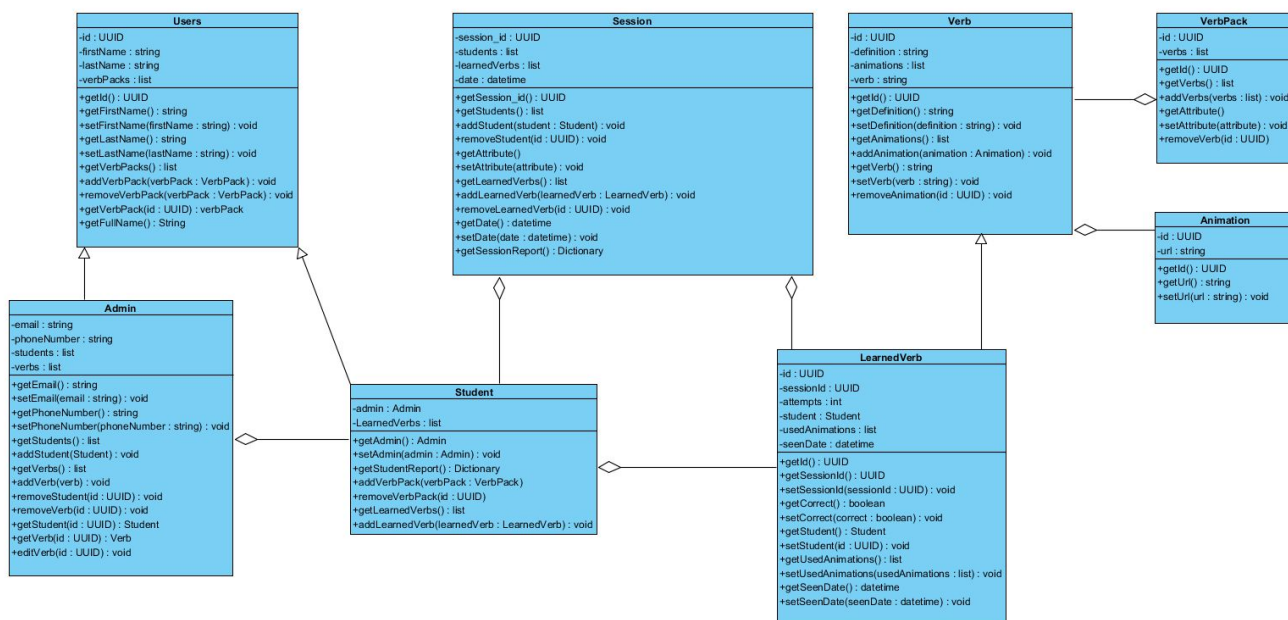 Users
-id : UUID
-firstName : string
-lastName : string
-verbPacks : list
+getId() : UUID
+getFirstName() : string
+setFirstName(firstName : string) : void
+getLastName() : string
+setLastName(lastName : string) : void
+getVerbPacks() : list
+addVerbPack(verbPack : VerbPack) : void
+removeVerbPack(verbPack : VerbPack) : void
+getVerbPack(id : UUID) : verbPack
+getFullName() : String
Session
-session_id : UUID
-students : list
-learnedVerbs : list
-date : datetime
+getSession_id() : UUID
+getStudents() : list
+addStudent(student : Student) : void
+removeStudent(id : UUID) : void
+getAttribute()
+setAttribute(attribute) : void
+getLearnedVerbs() : list
+addLearnedVerb(learnedVerb : LearnedVerb) : void
+removeLearnedVerb(id : UUID) : void
+getDate() : datetime
+setDate(date : datetime) : void
+getSessionReport() : Dictionary
Verb
-id : UUID
-definition : string
-animations : list
-verb : string
+getId() : UUID
+getDefinition() : string
+setDefinition(definition : string) : void
+getAnimations() : list
+addAnimation(animation : Animation) : void
+getVerb() : string
+setVerb(verb : string) : void
+removeAnimation(id : UUID) : void
VerbPack
-id : UUID
-verbs : list
+getId() : UUID
+getVerbs() : list
+addVerbs(verbs : list) : void
+getAttribute()
+setAttribute(attribute) : void
+removeVerb(id : UUID)
Animation
-id : UUID
-url : string
+getId() : UUID
+getUrl() : string
+setUrl(url : string) : void
Admin
-email : string
-phoneNumber : string
-students : list
-verbs : list
+getEmail() : string
+setEmail(email : string) : void
+getPhoneNumber() : string
+setPhoneNumber(phoneNumber : string) : void
+getStudents() : list
+addStudent(Student) : void
+getVerbs() : list
+addVerb(verb) : void
+removeStudent(id : UUID) : void
+removeVerb(id : UUID) : void
+getStudent(id : UUID) : Student
+getVerb(id : UUID) : Verb
+editVerb(id : UUID) : void
Student
-admin : Admin
-LearnedVerbs : list
+getAdmin() : Admin
+setAdmin(admin : Admin) : void
+getStudentReport() : Dictionary
+addVerbPack(verbPack : VerbPack)
+removeVerbPack(id : UUID)
+getLearnedVerbs() : list
+addLearnedVerb(learnedVerb : LearnedVerb) : void
LearnedVerb
-id : UUID
-sessionId : UUID
-attempts : int
-student : Student
-usedAnimations : list
-seenDate : datetime
+getId() : UUID
+getSessionId() : UUID
+setSessionId(sessionId : UUID) : void
+getCorrect() : boolean
+setCorrect(correct : boolean) : void
+getStudent() : Student
+setStudent(id : UUID) : void
+getUsedAnimations() : list
+setUsedAnimations(usedAnimations : list) : void
+getSeenDate() : datetime
+setSeenDate(seenDate : datetime) : void